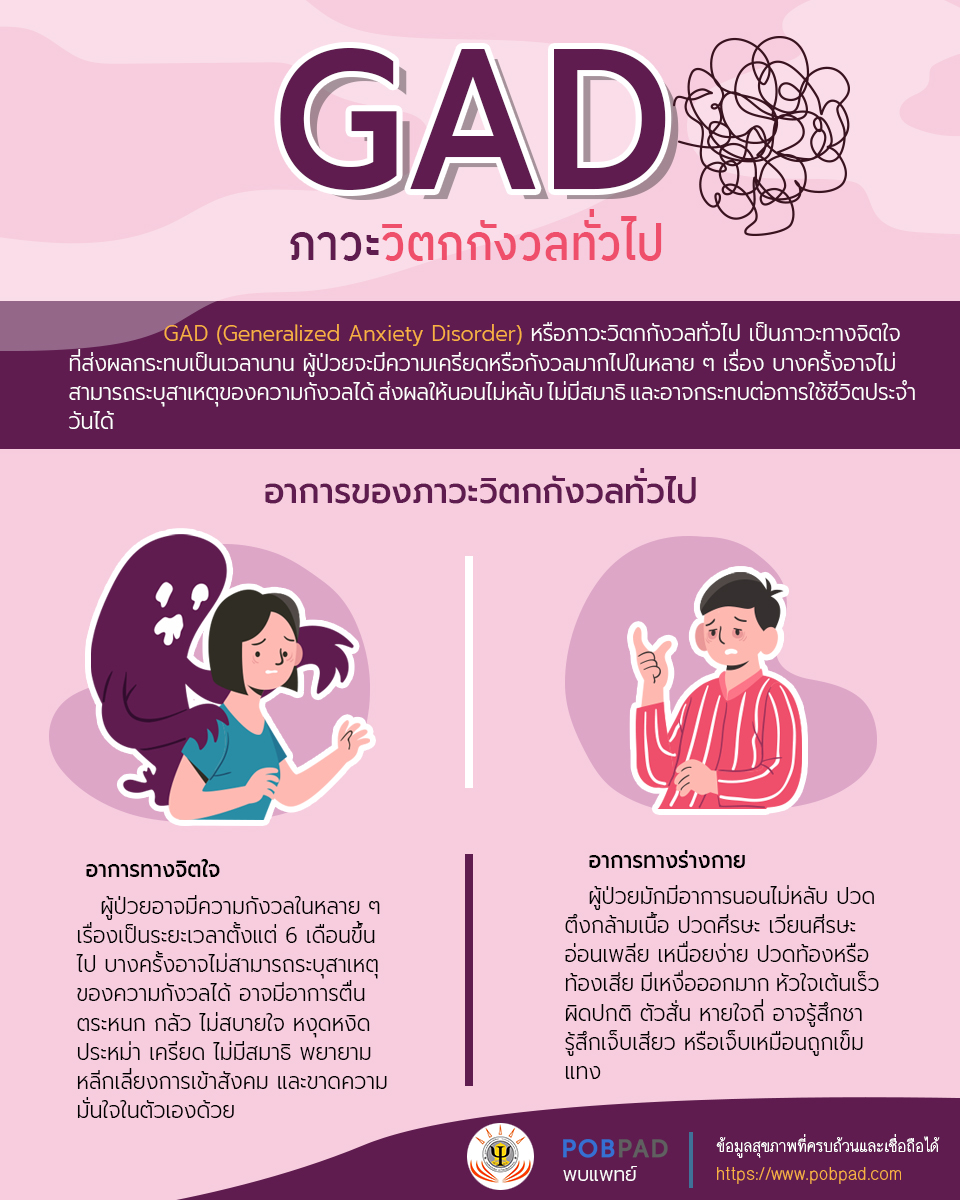 GAD
ภาวะวิตกกังวลทั่วไป
GAD (Generalized Anxiety Disorder) หรือภาวะวิตกกังวลทั่วไป เป็นภาวะทางจิตใจ
ที่ส่งผลกระทบเป็นเวลานาน ผู้ป่วยจะมีความเครียดหรือกังวลมากไปในหลาย ๆ เรื่อง บางครั้งอาจไม่
สามารถระบุสาเหตุของความกังวลได้ ส่งผลให้นอนไม่หลับ ไม่มีสมาธิ และอาจกระทบต่อการใช้ชีวิตประจำ
วันได้
อาการของภาวะวิตกกังวลทั่วไป
อาการทางจิตใจ
ผู้ป่วยอาจมีความกังวลในหลาย ๆ
เรื่องเป็นระยะเวลาตั้งแต่ 6 เดือนขึ้น
ไป บางครั้งอาจไม่สามารถระบุสาเหตุ
ของความกังวลได้ อาจมีอาการตื่น
ตระหนก กลัว ไม่สบายใจ หงุดหงิด
ประหม่า เครียด ไม่มีสมาธิ พยายาม
หลีกเลี่ยงการเข้าสังคม และขาดความ
มั่นใจในตัวเองด้วย
อาการทางร่างกาย
ผู้ป่วยมักมีอาการนอนไม่หลับ ปวด
ตึงกล้ามเนื้อ ปวดศีรษะ เวียนศีรษะ
อ่อนเพลีย เหนื่อยง่าย ปวดท้องหรือ
ท้องเสีย มีเหงื่อออกมาก หัวใจเต้นเร็ว
ผิดปกติ ตัวสั่น หายใจถี่ อาจรู้สึกชา
รู้สึกเจ็บเสียว หรือเจ็บเหมือนถูกเข็ม
แทง
POBPAD
พบแพทย์
ข้อมูลสุขภาพที่ครบถ้วนและเชื่อถือได้
https://www.pobpad.com